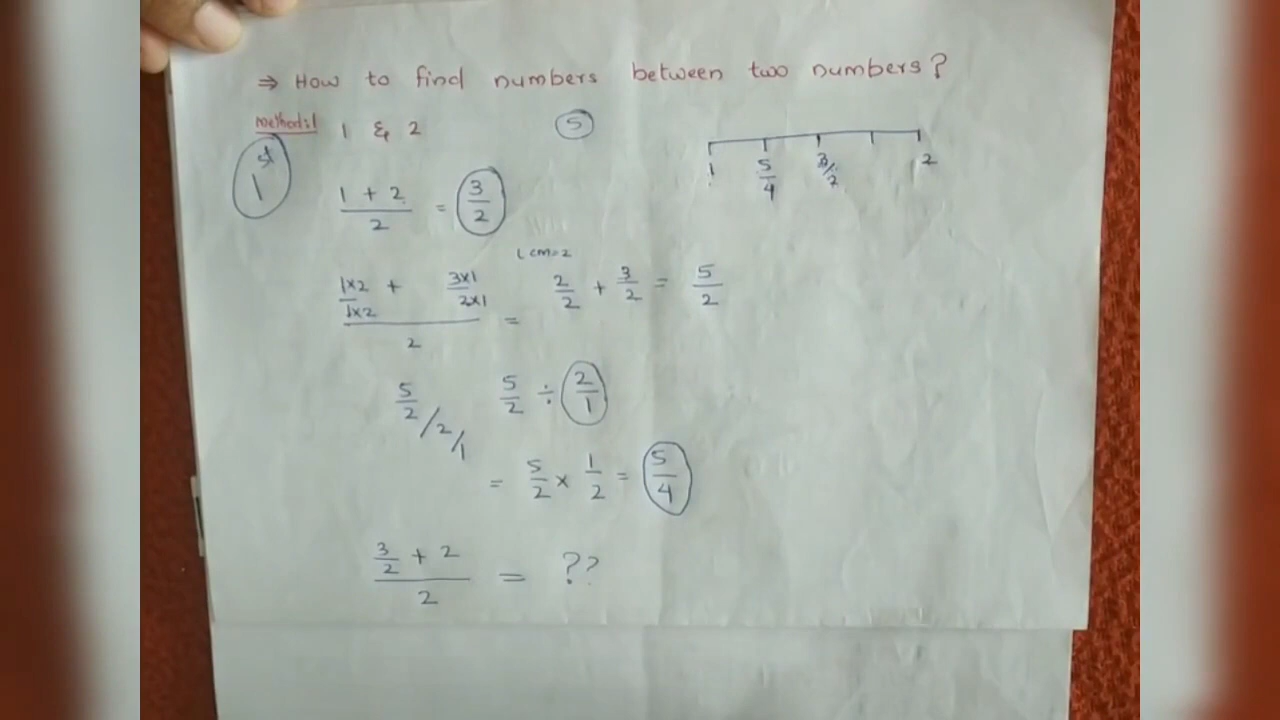 ⇒ How to find numbers between two numbers?
Method:1 1 & 2 5
1st
1 + 2 / 2 = 3/2
1 5/4 3/2 2
LCM=2
1×2/1×2 + 3×1/2×1 / 2 = 2/2 + 3/2 = 5/2
5/2 / 2/1 5/2 ÷ 2/1
= 5/2 × 1/2 = 5/4
3/2 + 2 / 2 = ??